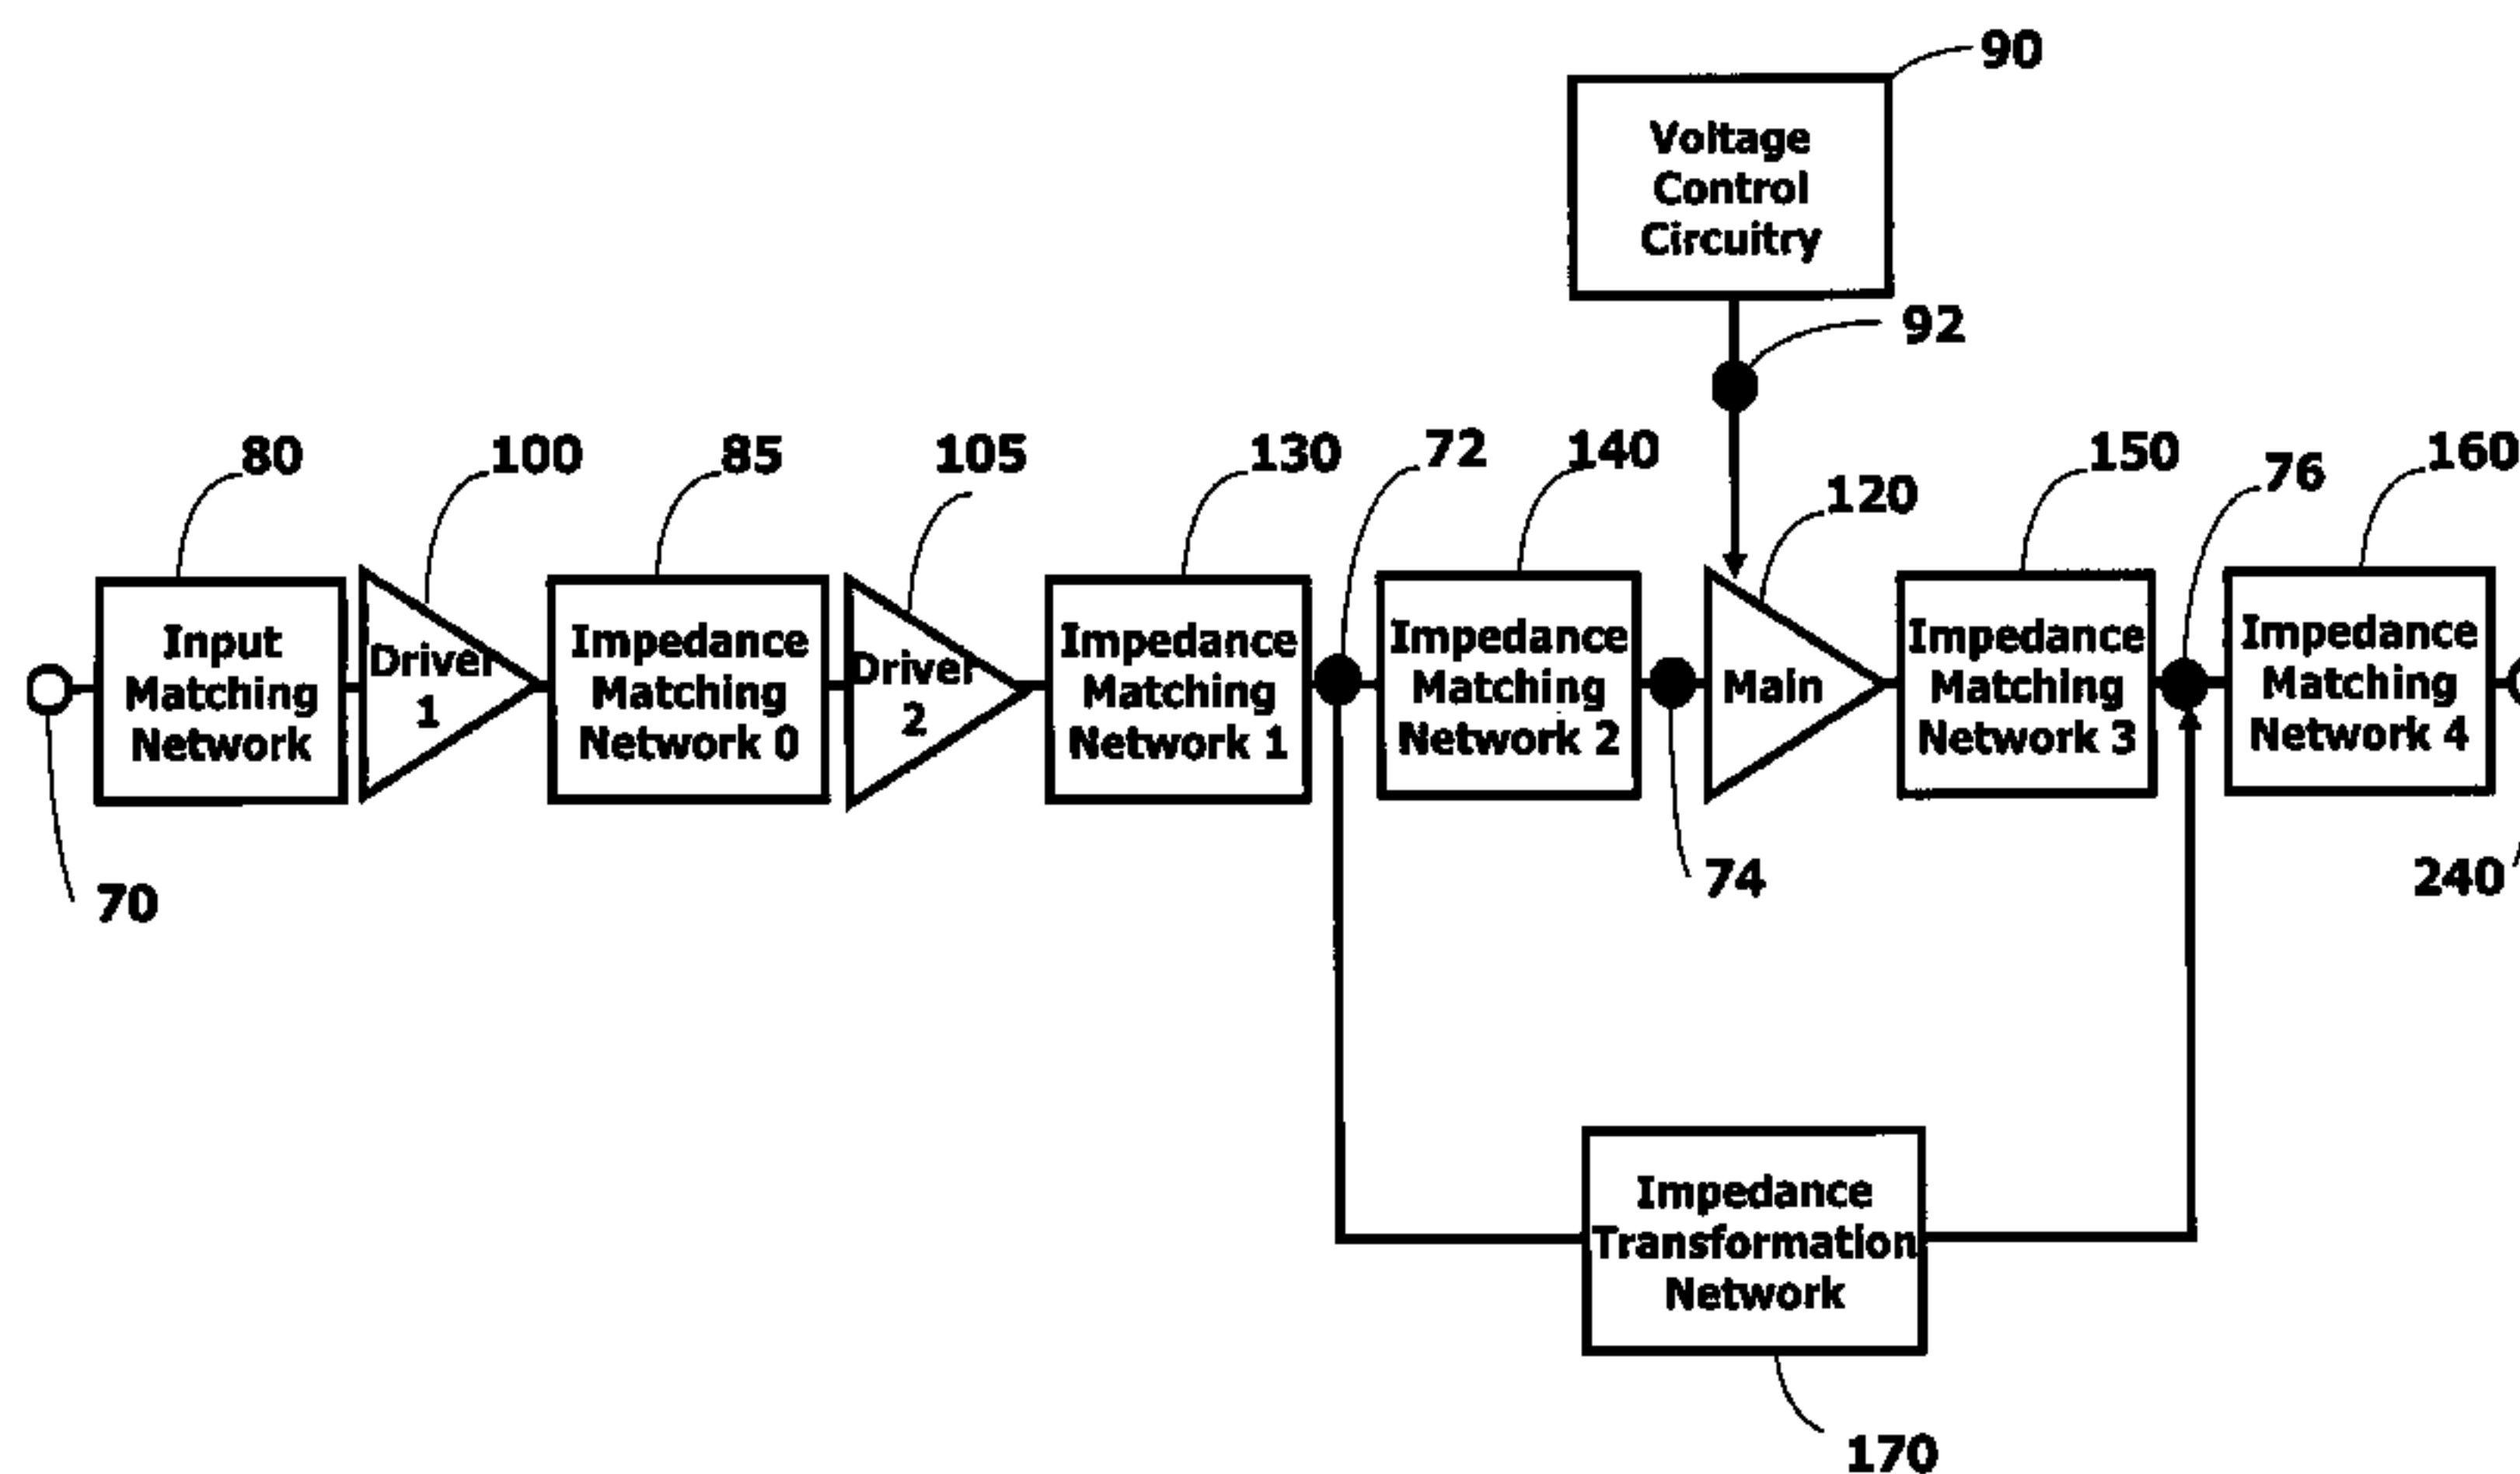 90
Voltage
Control
Circuitry
92
80
100
85
105
130
72
140
120
150
76
160
Input
Matching
Network
Driver
1
Impedance
Matching
Network 0
Driver
2
Impedance
Matching
Network 1
Impedance
Matching
Network 2
Main
Impedance
Matching
Network 3
Impedance
Matching
Network 4
70
74
240
Impedance
Transformation
Network
170